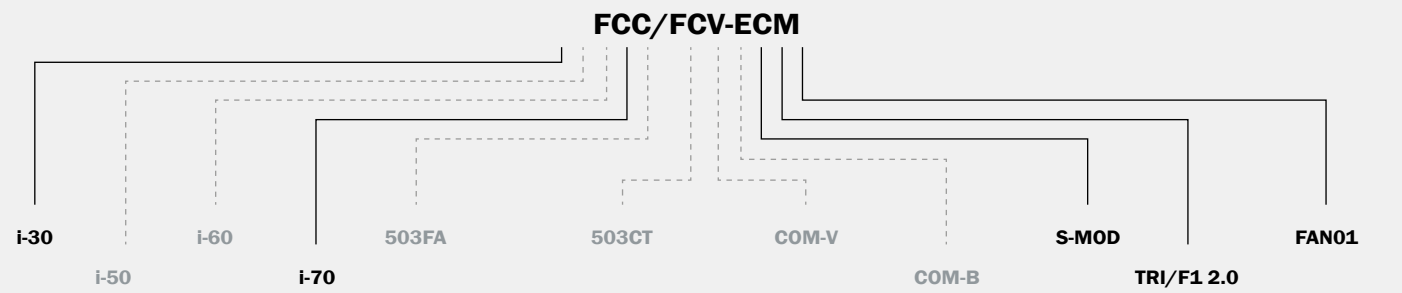 FCC/FCV-ECM
i-30
i-60
503FA
503CT
COM-V
S-MOD
FAN01
i-50
i-70
COM-B
TRI/F1 2.0